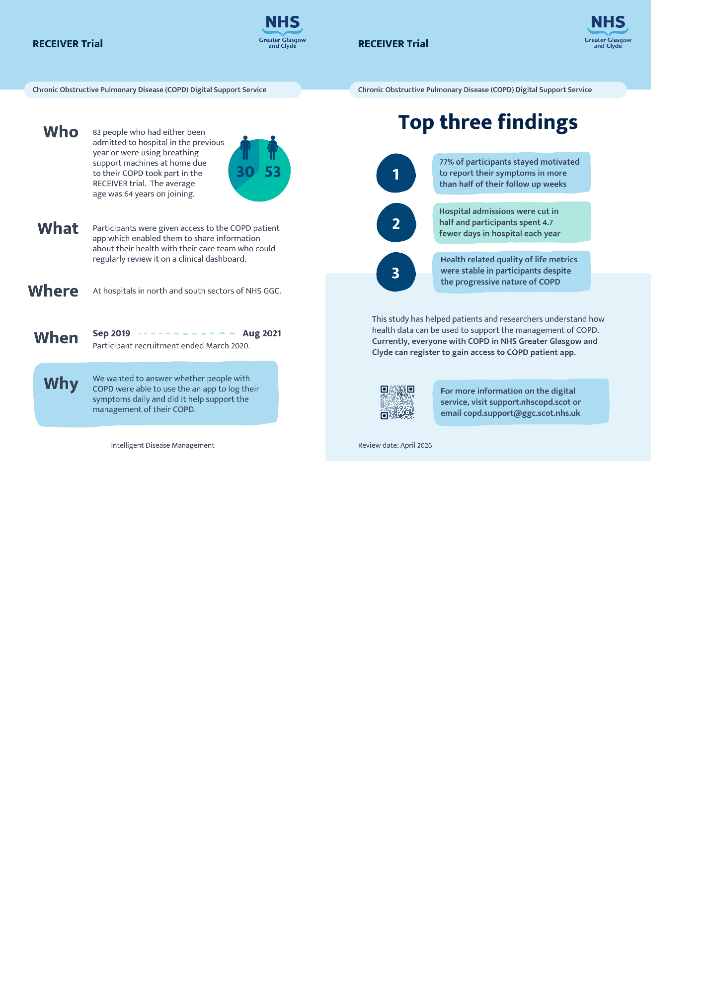 RECEIVER Trial
NHS
Greater Glasgow
and Clyde
Chronic Obstructive Pulmonary Disease (COPD) Digital Support Service
Who
83 people who had either been
admitted to hospital in the previous
year or were using breathing
support machines at home due
to their COPD took part in the
RECEIVER trial. The average
age was 64 years on joining.
30
53
What
Participants were given access to the COPD patient
app which enabled them to share information
about their health with their care team who could
regularly review it on a clinical dashboard.
Where
At hospitals in north and south sectors of NHS GGC.
When
Sep 2019
Aug 2021
Participant recruitment ended March 2020.
Why
We wanted to answer whether people with
COPD were able to use the an app to log their
symptoms daily and did it help support the
management of their COPD.
Intelligent Disease Management
RECEIVER Trial
NHS
Greater Glasgow
and Clyde
Chronic Obstructive Pulmonary Disease (COPD) Digital Support Service
Top three findings
1
77% of participants stayed motivated
to report their symptoms in more
than half of their follow up weeks
2
Hospital admissions were cut in
half and participants spent 4.7
fewer days in hospital each year
3
Health related quality of life metrics
were stable in participants despite
the progressive nature of COPD
This study has helped patients and researchers understand how
health data can be used to support the management of COPD.
Currently, everyone with COPD in NHS Greater Glasgow and
Clyde can register to gain access to COPD patient app.
For more information on the digital
service, visit support.nhscopd.scot or
email copd.support@ggc.scot.nhs.uk
Review date: April 2026